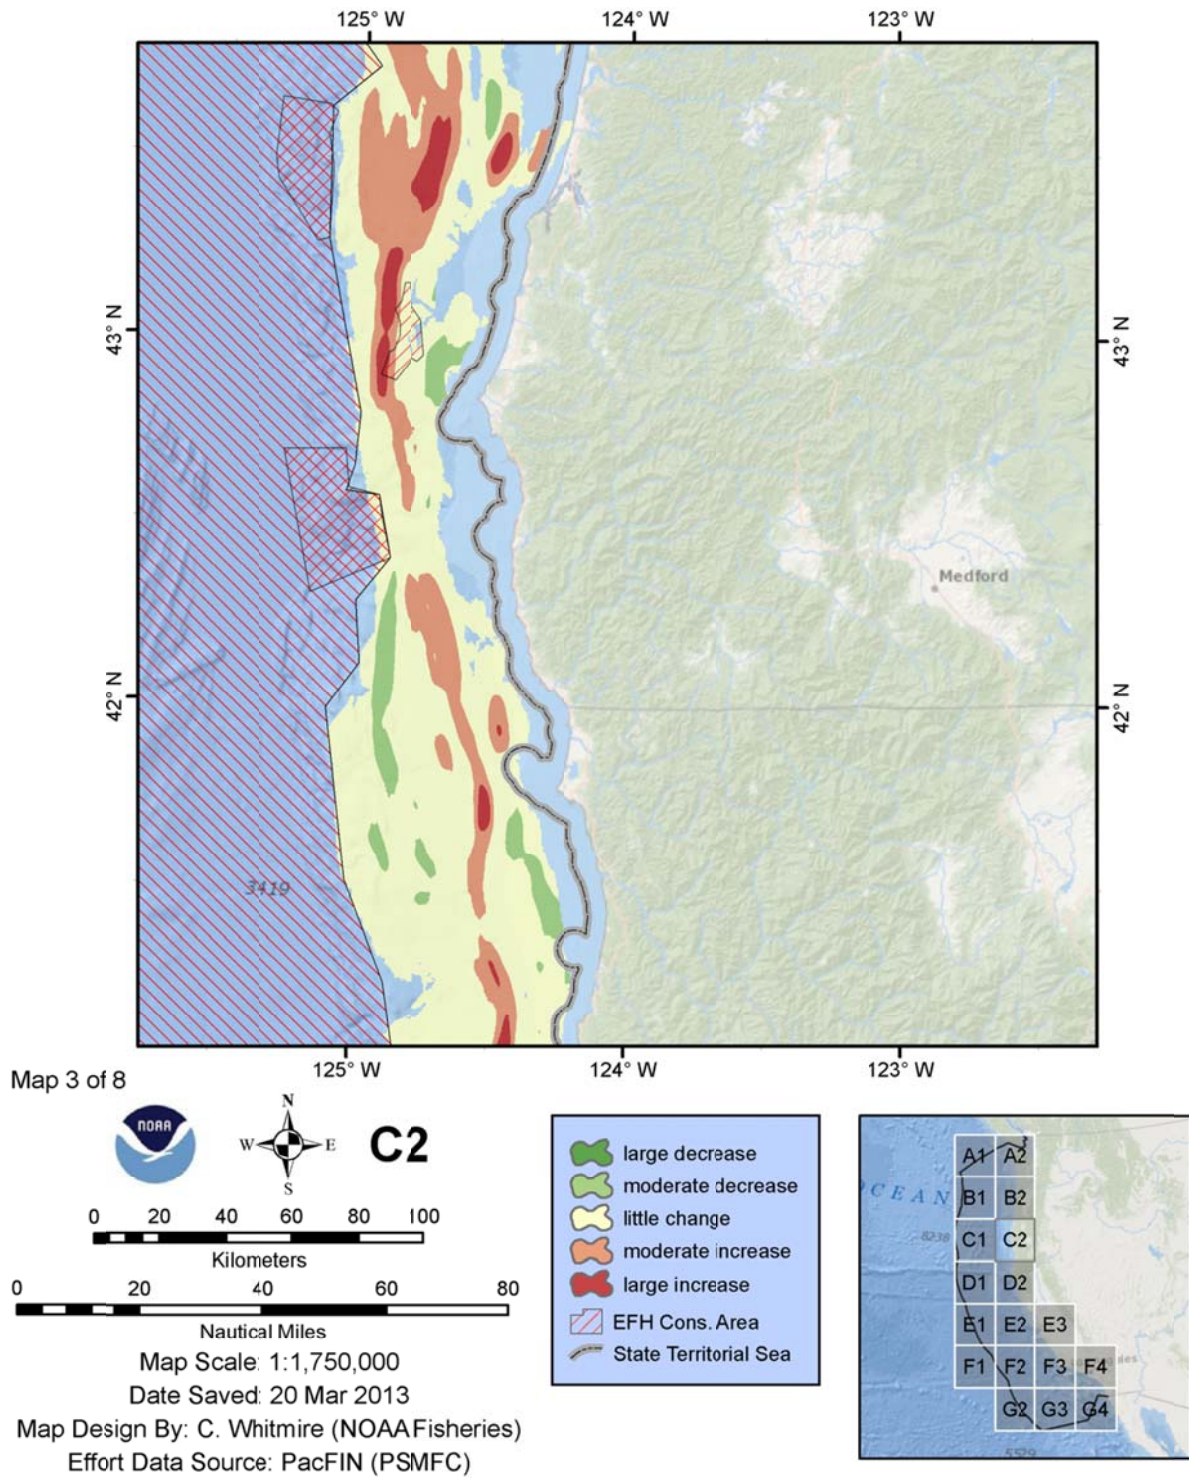 125° W 124° W 123° W
43° N 43° N
Medford
42° N 42° N
3419
125° W 124° W 123° W
Map 3 of 8
NOAA
N
W E
S
C2
0 20 40 60 80 100
Kilometers
0 20 40 60 80
Nautical Miles
Map Scale: 1:1,750,000
Date Saved: 20 Mar 2013
Map Design By: C. Whitmire (NOAA Fisheries)
Effort Data Source: PacFIN (PSMFC)
large decrease
moderate decrease
little change
moderate increase
large increase
EFH Cons. Area
State Territorial Sea
A1 A2
OCEAN B1 B2
8238 C1 C2
D1 D2
E1 E2 E3
F1 F2 F3 F4
G2 G3 G4